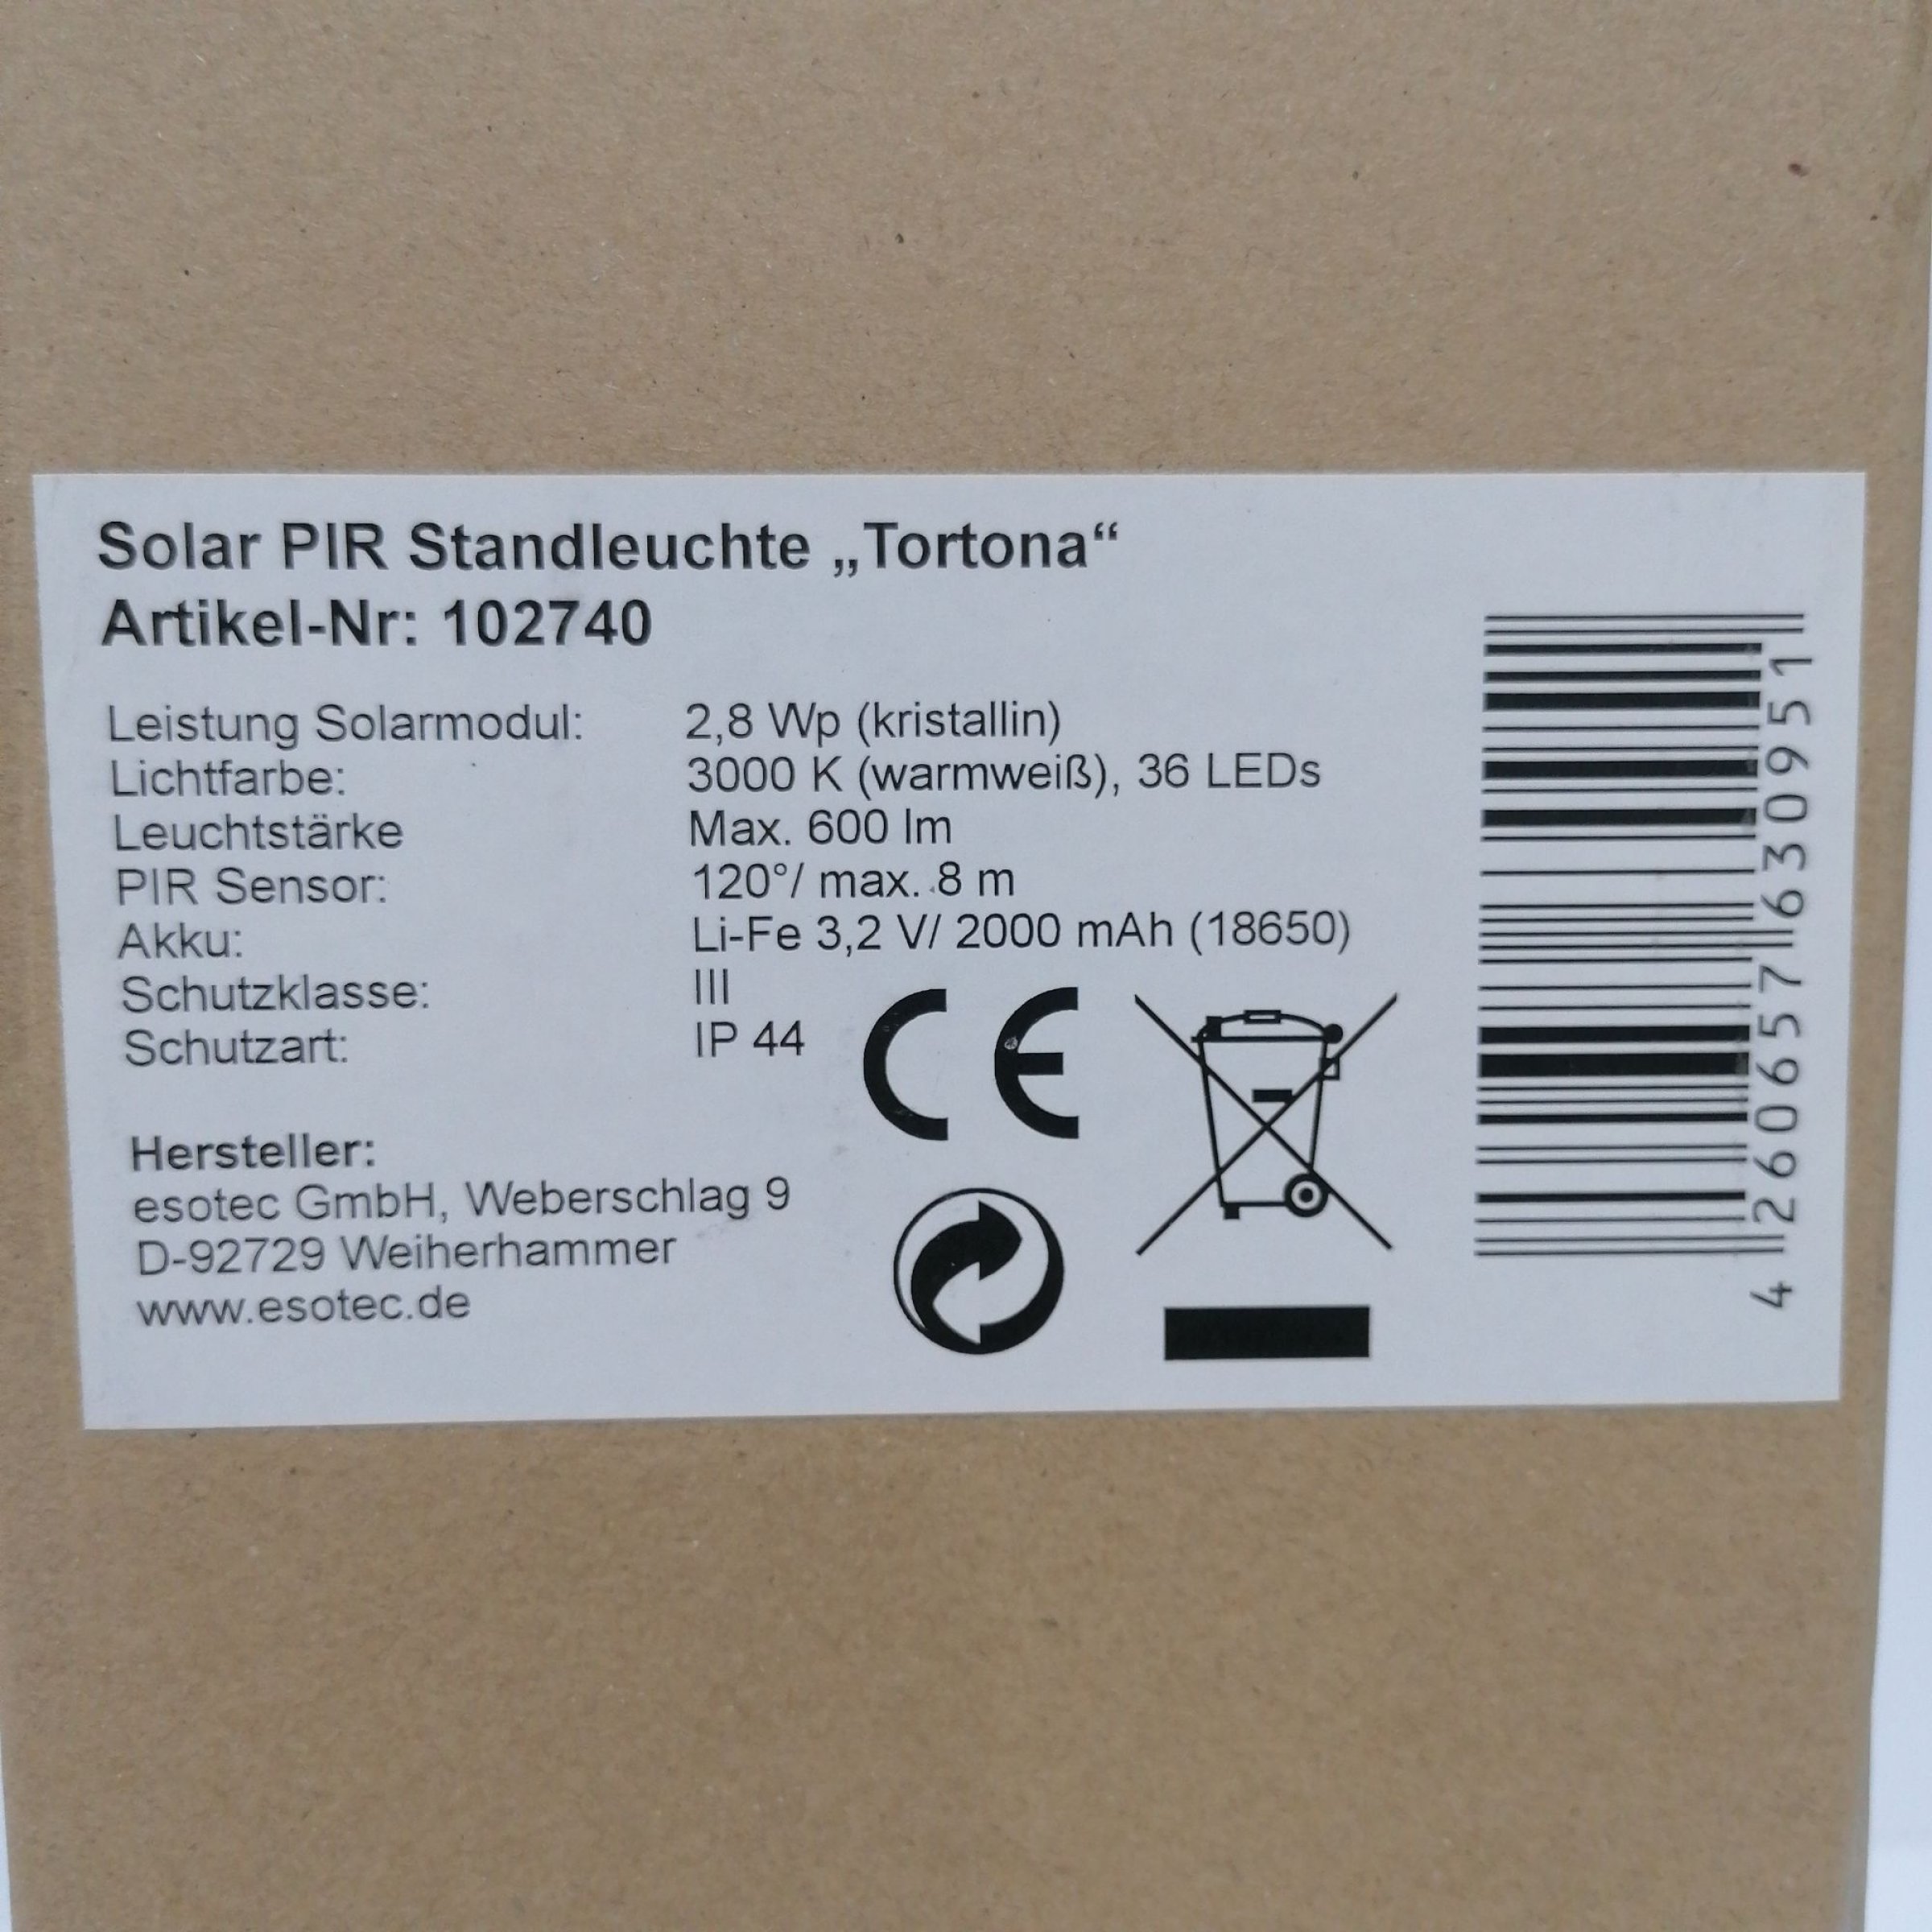 Solar PIR Standleuchte „Tortona“
Artikel-Nr: 102740
Leistung Solarmodul: 2,8 Wp (kristallin)
Lichtfarbe: 3000 K (warmweiß), 36 LEDs
Leuchtstärke Max. 600 lm
PIR Sensor: 120°/ max. 8 m
Akku: Li-Fe 3,2 V/ 2000 mAh (18650)
Schutzklasse: III
Schutzart: IP 44
CE
Hersteller:
esotec GmbH, Weberschlag 9
D-92729 Weiherhammer
www.esotec.de
4 260657 630951